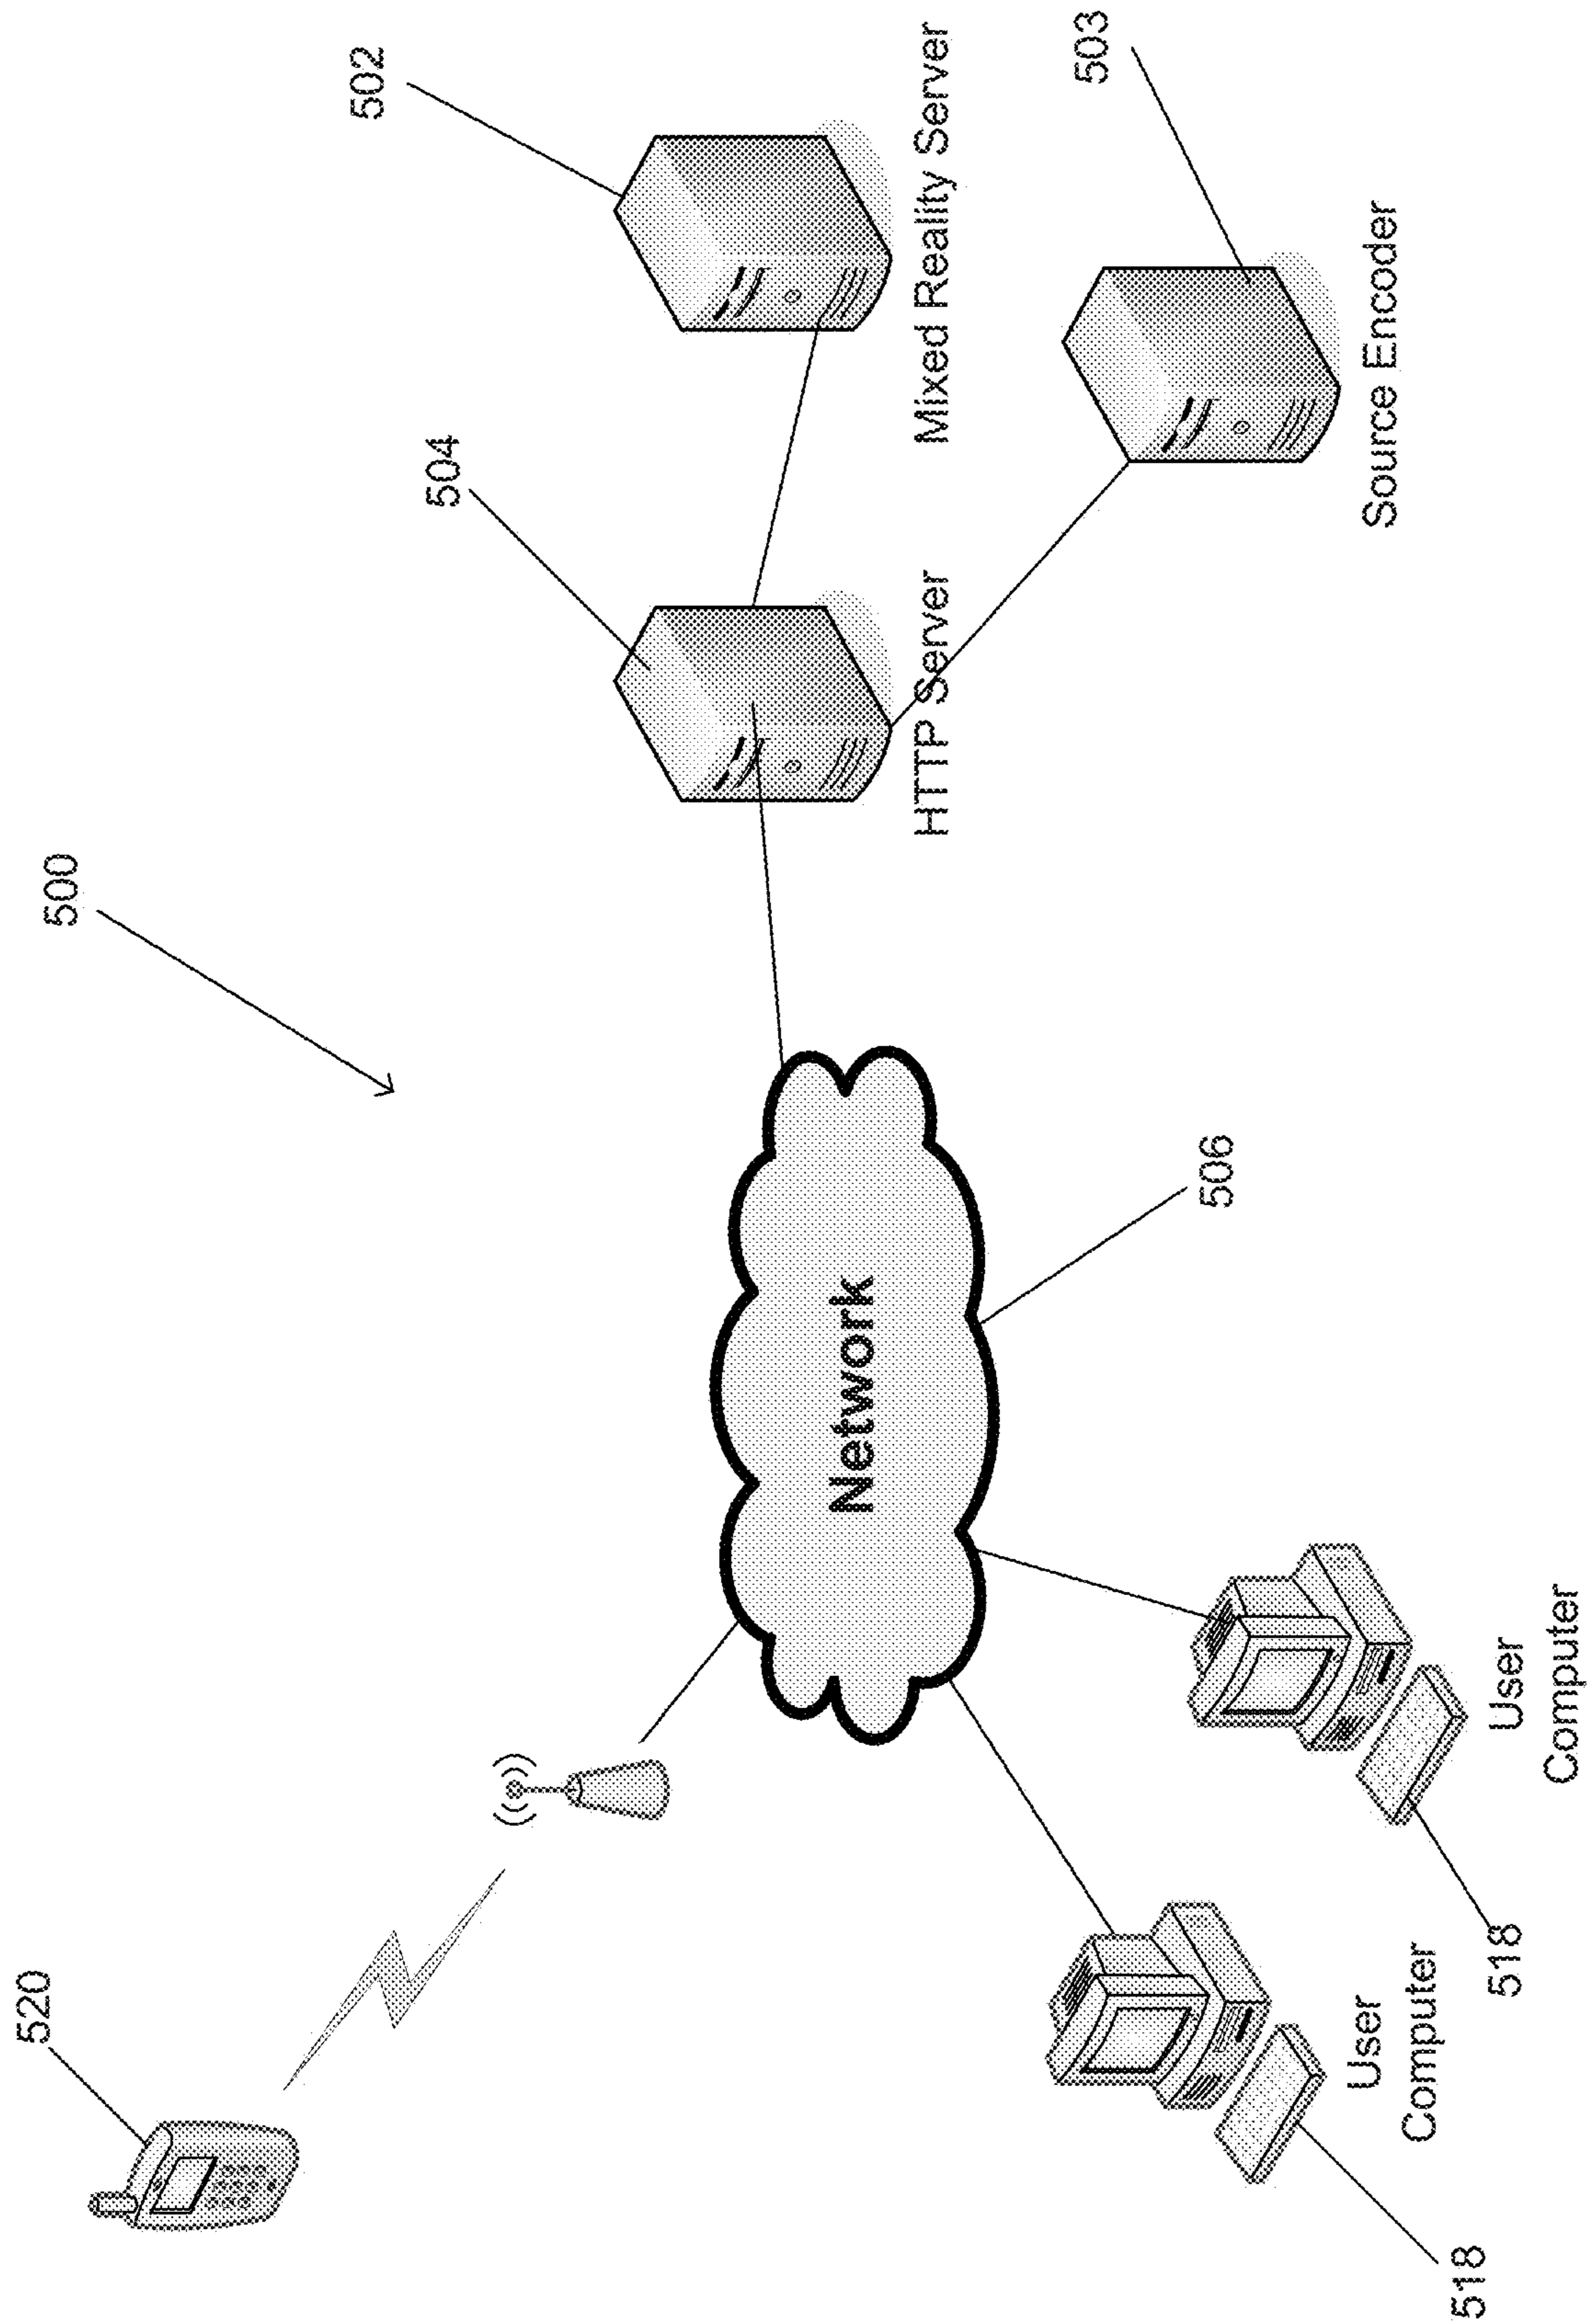 520
500
504
502
503
Mixed Reality Server
HTTP Server
Source Encoder
Network
506
User
Computer
518
User
Computer
518